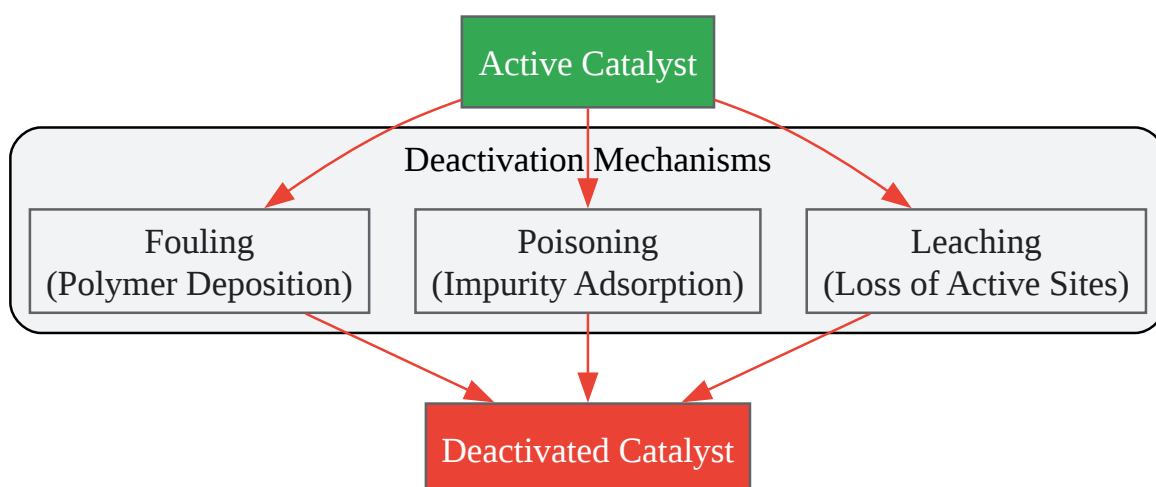 Active Catalyst
Deactivation Mechanisms
Fouling
(Polymer Deposition)
Poisoning
(Impurity Adsorption)
Leaching
(Loss of Active Sites)
Deactivated Catalyst